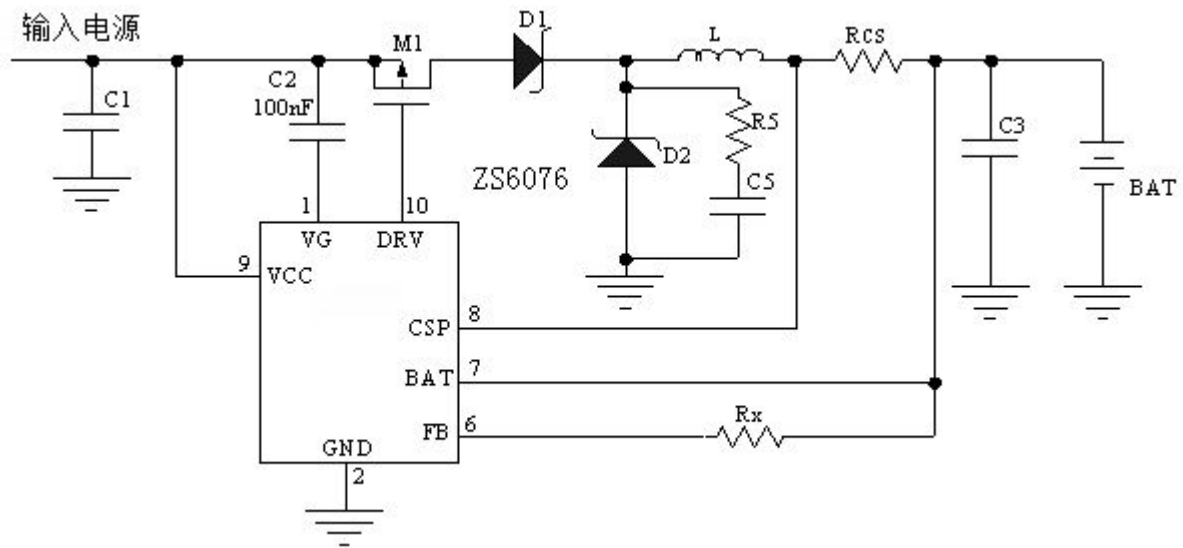 输入电源
D1
M1
L
RCS
C2
100nF
C1
R5
D2
C3
C5
ZS6076
BAT
1
10
VG
DRV
9
VCC
8
CSP
7
BAT
6
FB
Rx
GND
2